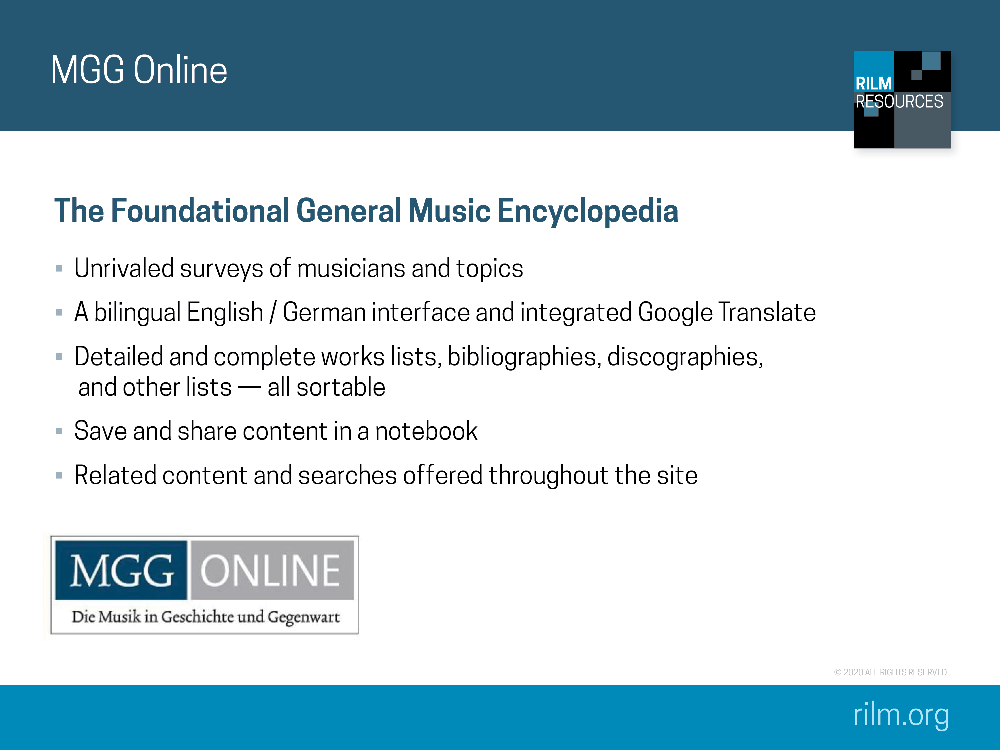 MGG Online
RILM
RESOURCES
The Foundational General Music Encyclopedia
▪ Unrivaled surveys of musicians and topics
▪ A bilingual English / German interface and integrated Google Translate
▪ Detailed and complete works lists, bibliographies, discographies,
and other lists — all sortable
▪ Save and share content in a notebook
▪ Related content and searches offered throughout the site
MGG ONLINE
Die Musik in Geschichte und Gegenwart
© 2020 ALL RIGHTS RESERVED
rilm.org